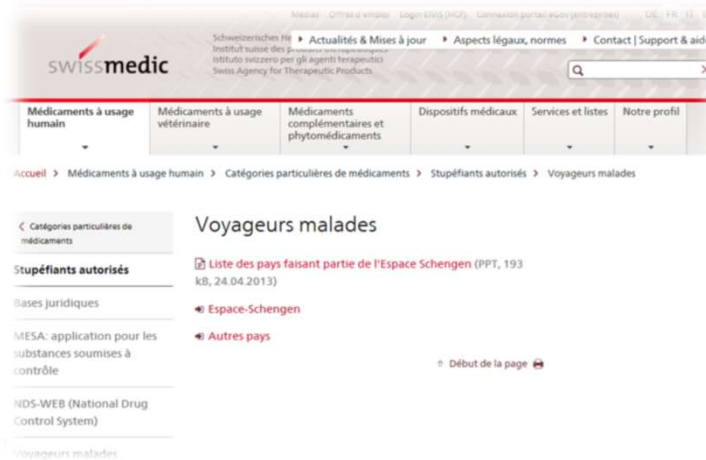 Médias Offres d'emploi Login ElViS (HCP) Connexion portail eGov (entreprises) DE FR IT
Schweizerisches
Actualités & Mises à jour Aspects légaux, normes Contact | Support &
Institut suisse des
Istituto svizzero per gli agenti terapeutici
Swiss Agency for Therapeutic Products
swissmedic
Médicaments à usage humain
Médicaments à usage vétérinaire
Médicaments complémentaires et phytomédicaments
Dispositifs médicaux
Services et listes
Notre profil
Accueil > Médicaments à usage humain > Catégories particulières de médicaments > Stupéfiants autorisés > Voyageurs malades
Catégories particulières de
médicaments
Stupéfiants autorisés
Bases juridiques
MESA: application pour les
substances soumises à
contrôle
NDS-WEB (National Drug
Control System)
Voyageurs malades
Voyageurs malades
Liste des pays faisant partie de l'Espace Schengen (PPT, 193
kB, 24.04.2013)
Espace-Schengen
Autres pays
Début de la page